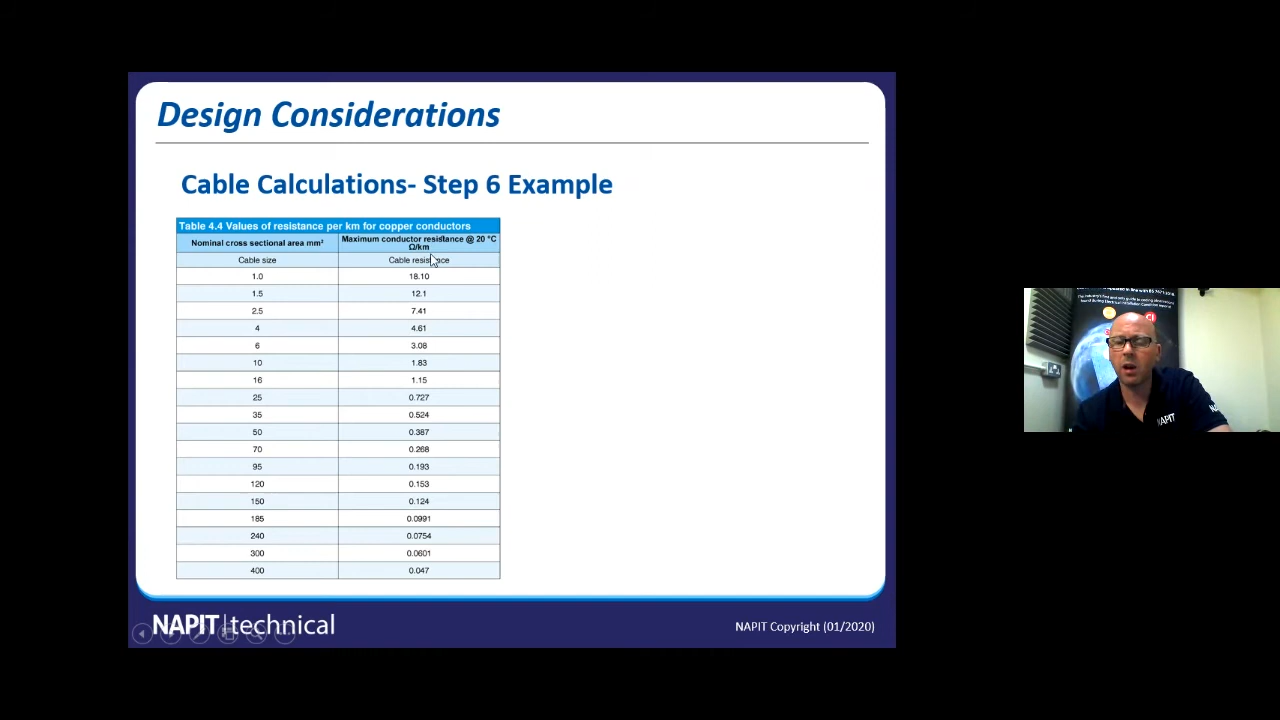 Design Considerations
Cable Calculations- Step 6 Example
Table 4.4 Values of resistance per km for copper conductors
Nominal cross sectional area mm² Maximum conductor resistance @ 20 °C Ω/km
Cable size Cable resistance
1.0 18.10
1.5 12.1
2.5 7.41
4 4.61
6 3.08
10 1.83
16 1.15
25 0.727
35 0.524
50 0.387
70 0.268
95 0.193
120 0.153
150 0.124
185 0.0991
240 0.0754
300 0.0601
400 0.047
NAPIT technical
NAPIT Copyright (01/2020)
NAPIT